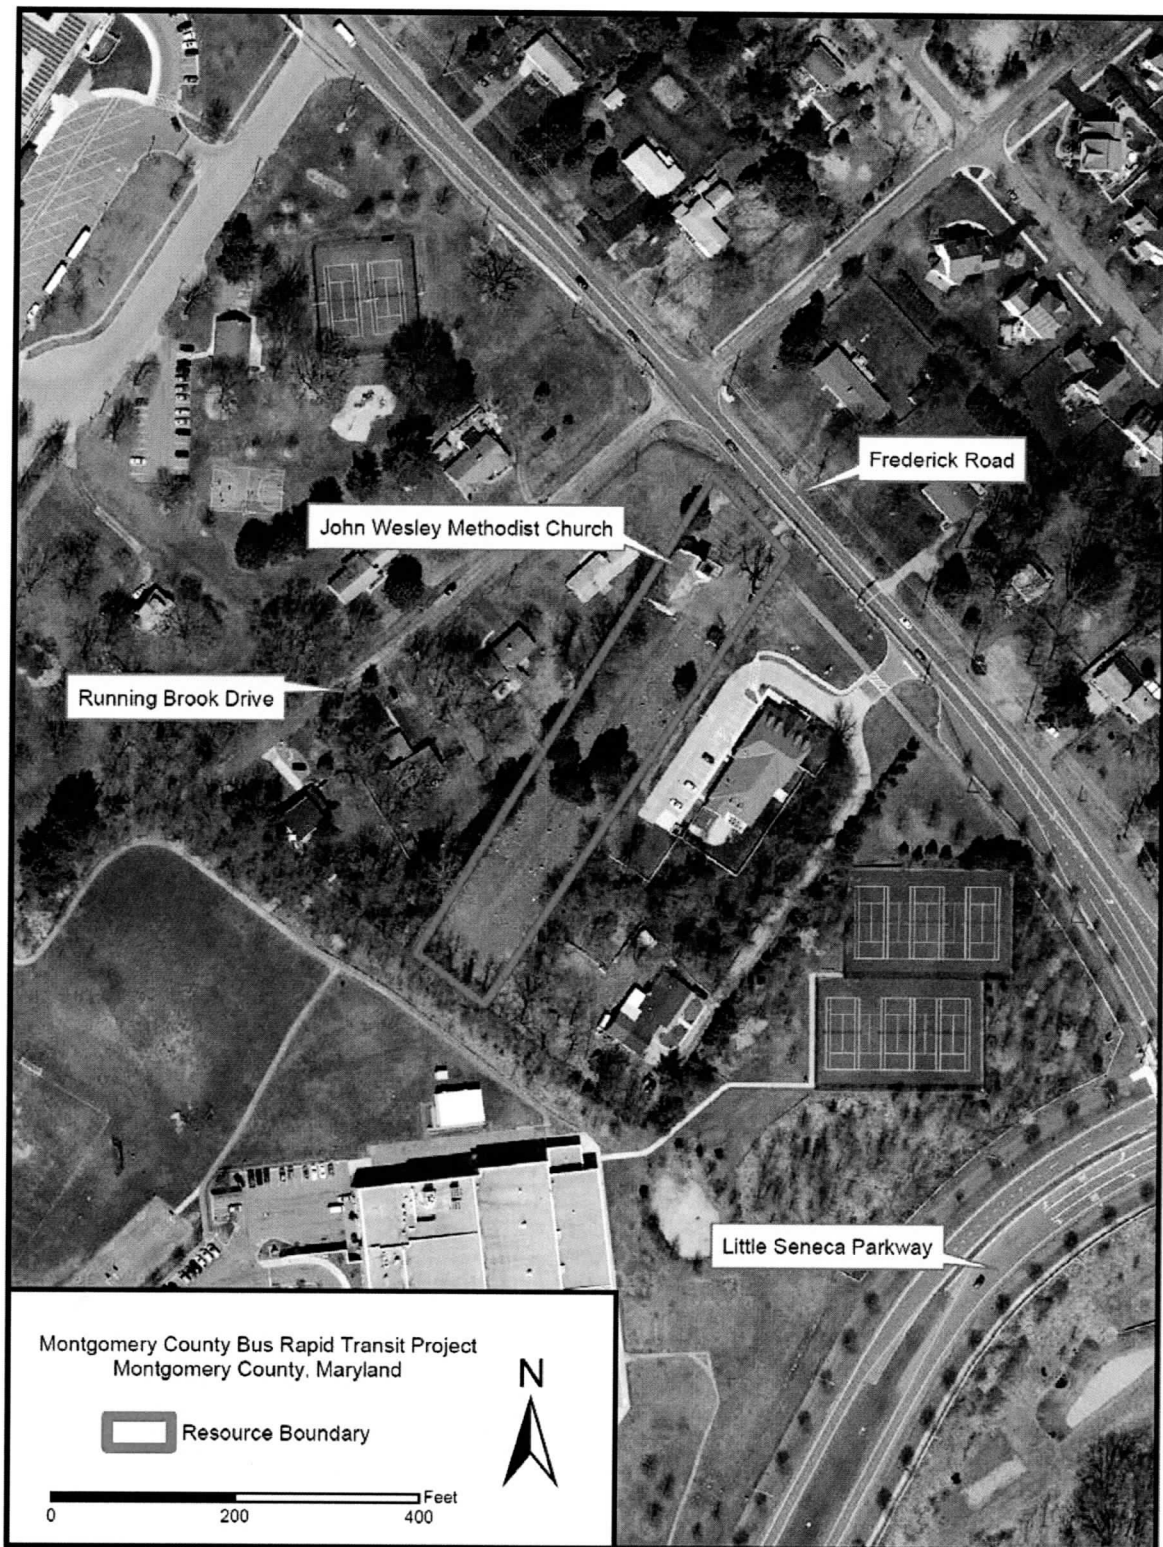 Frederick Road
John Wesley Methodist Church
Running Brook Drive
Little Seneca Parkway
Montgomery County Bus Rapid Transit Project
Montgomery County, Maryland
N
Resource Boundary
Feet
0 200 400